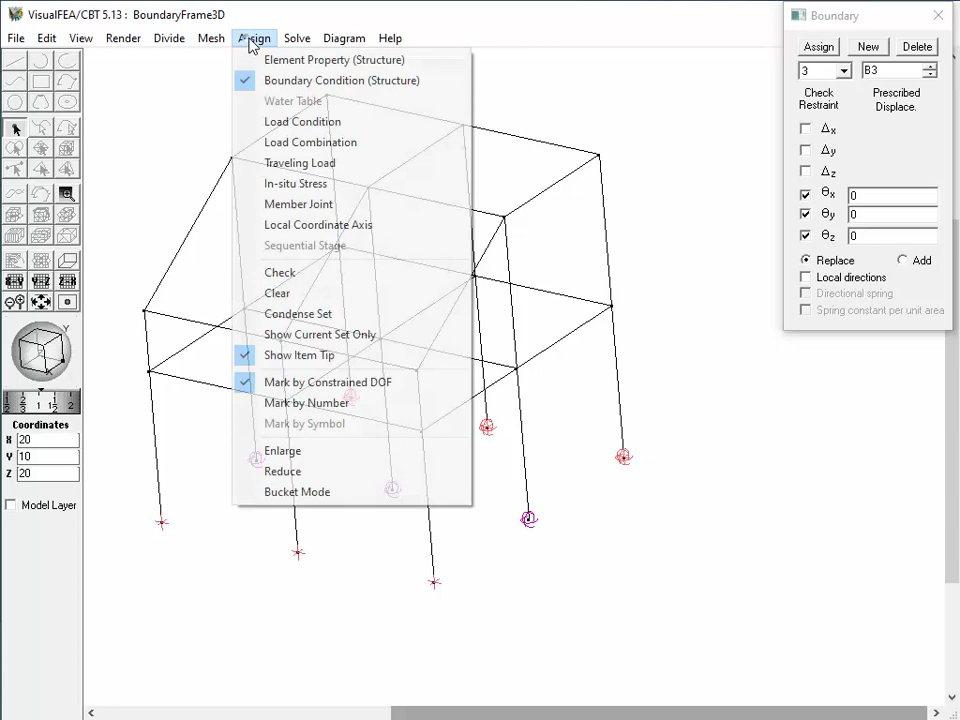 VisualFEA/CBT 5.13 : BoundaryFrame3D
File Edit View Render Divide Mesh Assign Solve Diagram Help
Element Property (Structure)
Boundary Condition (Structure)
Water Table
Load Condition
Load Combination
Traveling Load
In-situ Stress
Member Joint
Local Coordinate Axis
Sequential Stage
Check
Clear
Condense Set
Show Current Set Only
Show Item Tip
Mark by Constrained DOF
Mark by Number
Mark by Symbol
Enlarge
Reduce
Bucket Mode
Y
Coordinates
X 20
Y 10
Z 20
Model Layer
Boundary
Assign New Delete
3 B3
Check Restraint
Prescribed Displace.
Δx
Δy
Δz
θx 0
θy 0
θz 0
Replace Add
Local directions
Directional spring
Spring constant per unit area